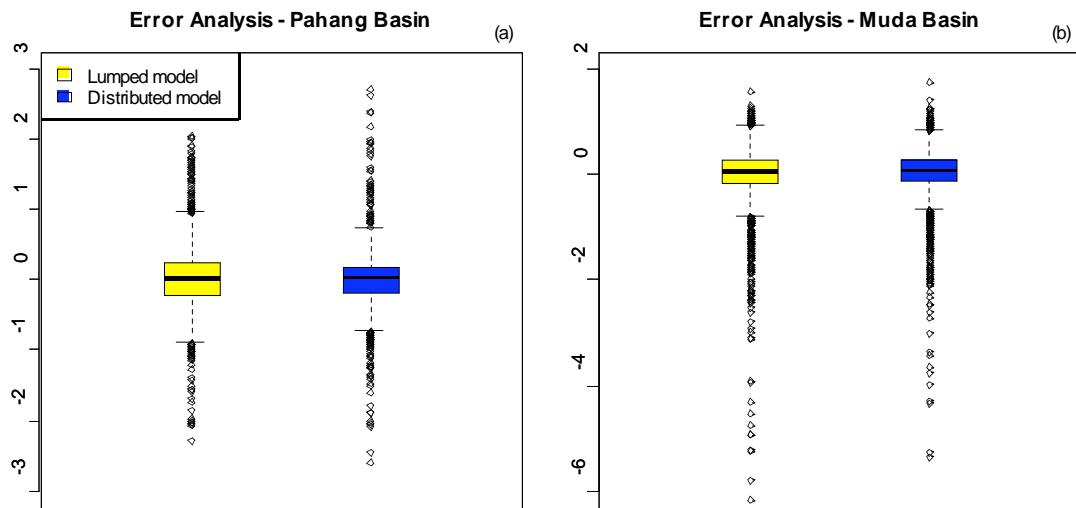 Error Analysis - Pahang Basin
(a)
Lumped model
Distributed model
3
2
1
0
-1
-2
-3
Error Analysis - Muda Basin
(b)
2
0
-2
-4
-6